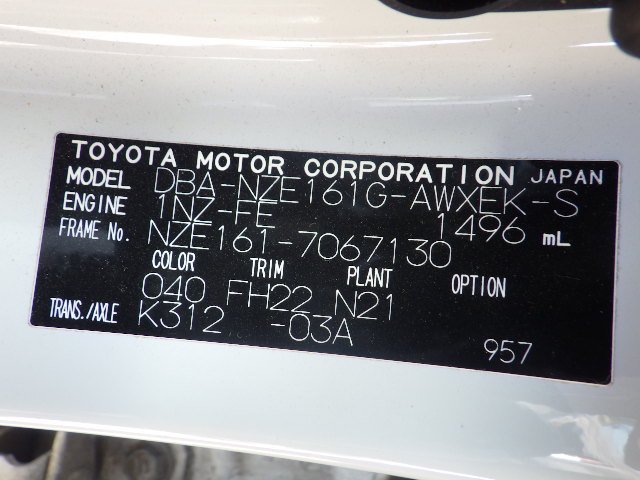 TOYOTA MOTOR CORPORATION JAPAN
MODEL DBA-NZE161G-AWXEK-S
ENGINE 1NZ-FE 1496 mL
FRAME No. NZE161-7067130
COLOR TRIM PLANT OPTION
040 FH22 N21
TRANS./AXLE K312 -03A
957